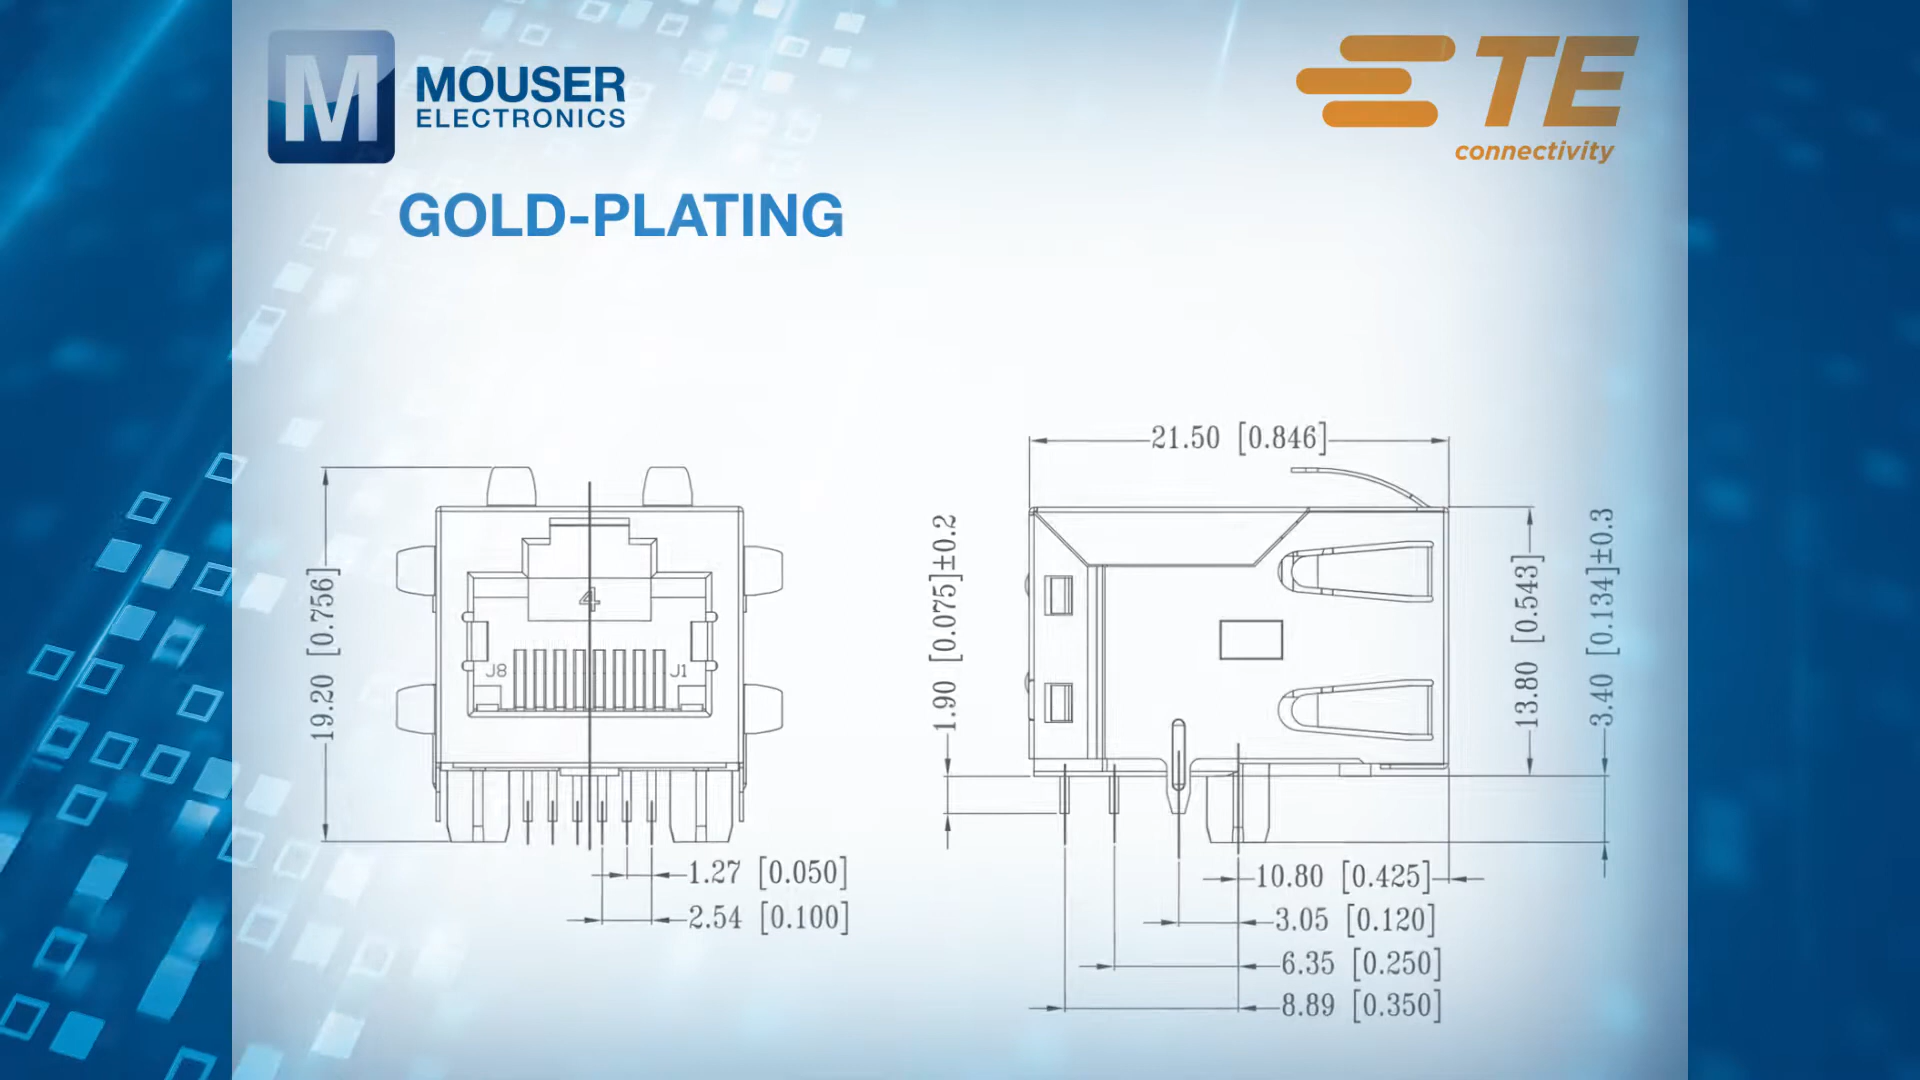 MOUSER
ELECTRONICS
TE
connectivity
GOLD-PLATING
21.50 [0.846]
19.20 [0.756]
4
J8
J1
1.27 [0.050]
2.54 [0.100]
1.90 [0.075]±0.2
13.80 [0.543]
3.40 [0.134]±0.3
10.80 [0.425]
3.05 [0.120]
6.35 [0.250]
8.89 [0.350]